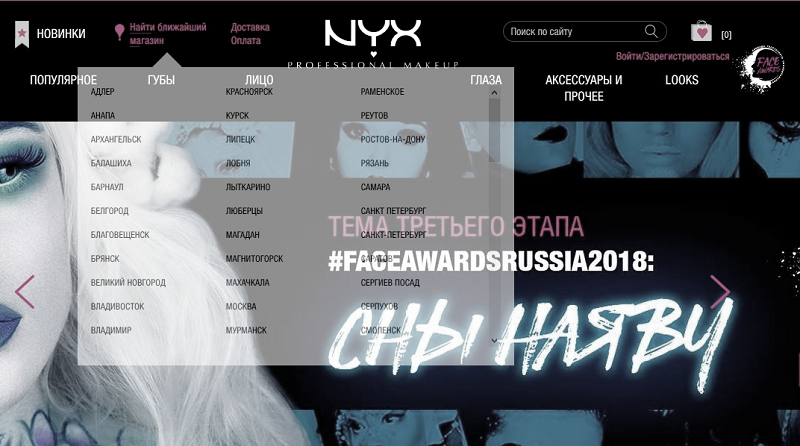 НОВИНКИ
Найти ближайший
магазин
Доставка
Оплата
NYX
PROFESSIONAL MAKEUP
Поиск по сайту
[0]
Войти/Зарегистрироваться
FACE
AWARDS
ПОПУЛЯРНОЕ
ГУБЫ
ЛИЦО
ГЛАЗА
АКСЕССУАРЫ И
ПРОЧЕЕ
LOOKS
АДЛЕР
АНАПА
АРХАНГЕЛЬСК
БАЛАШИХА
БАРНАУЛ
БЕЛГОРОД
БЛАГОВЕЩЕНСК
БРЯНСК
ВЕЛИКИЙ НОВГОРОД
ВЛАДИВОСТОК
ВЛАДИМИР
КРАСНОЯРСК
КУРСК
ЛИПЕЦК
ЛОБНЯ
ЛЫТКАРИНО
ЛЮБЕРЦЫ
МАГАДАН
МАГНИТОГОРСК
МАХАЧКАЛА
МОСКВА
МУРМАНСК
РАМЕНСКОЕ
РЕУТОВ
РОСТОВ-НА-ДОНУ
РЯЗАНЬ
САМАРА
САНКТ ПЕТЕРБУРГ
САНКТ-ПЕТЕРБУРГ
САРАТОВ
СЕРГИЕВ ПОСАД
СЕРПУХОВ
СМОЛЕНСК
ТЕМА ТРЕТЬЕГО ЭТАПА
#FACEAWARDSRUSSIA2018:
СНЫ НАЯВУ